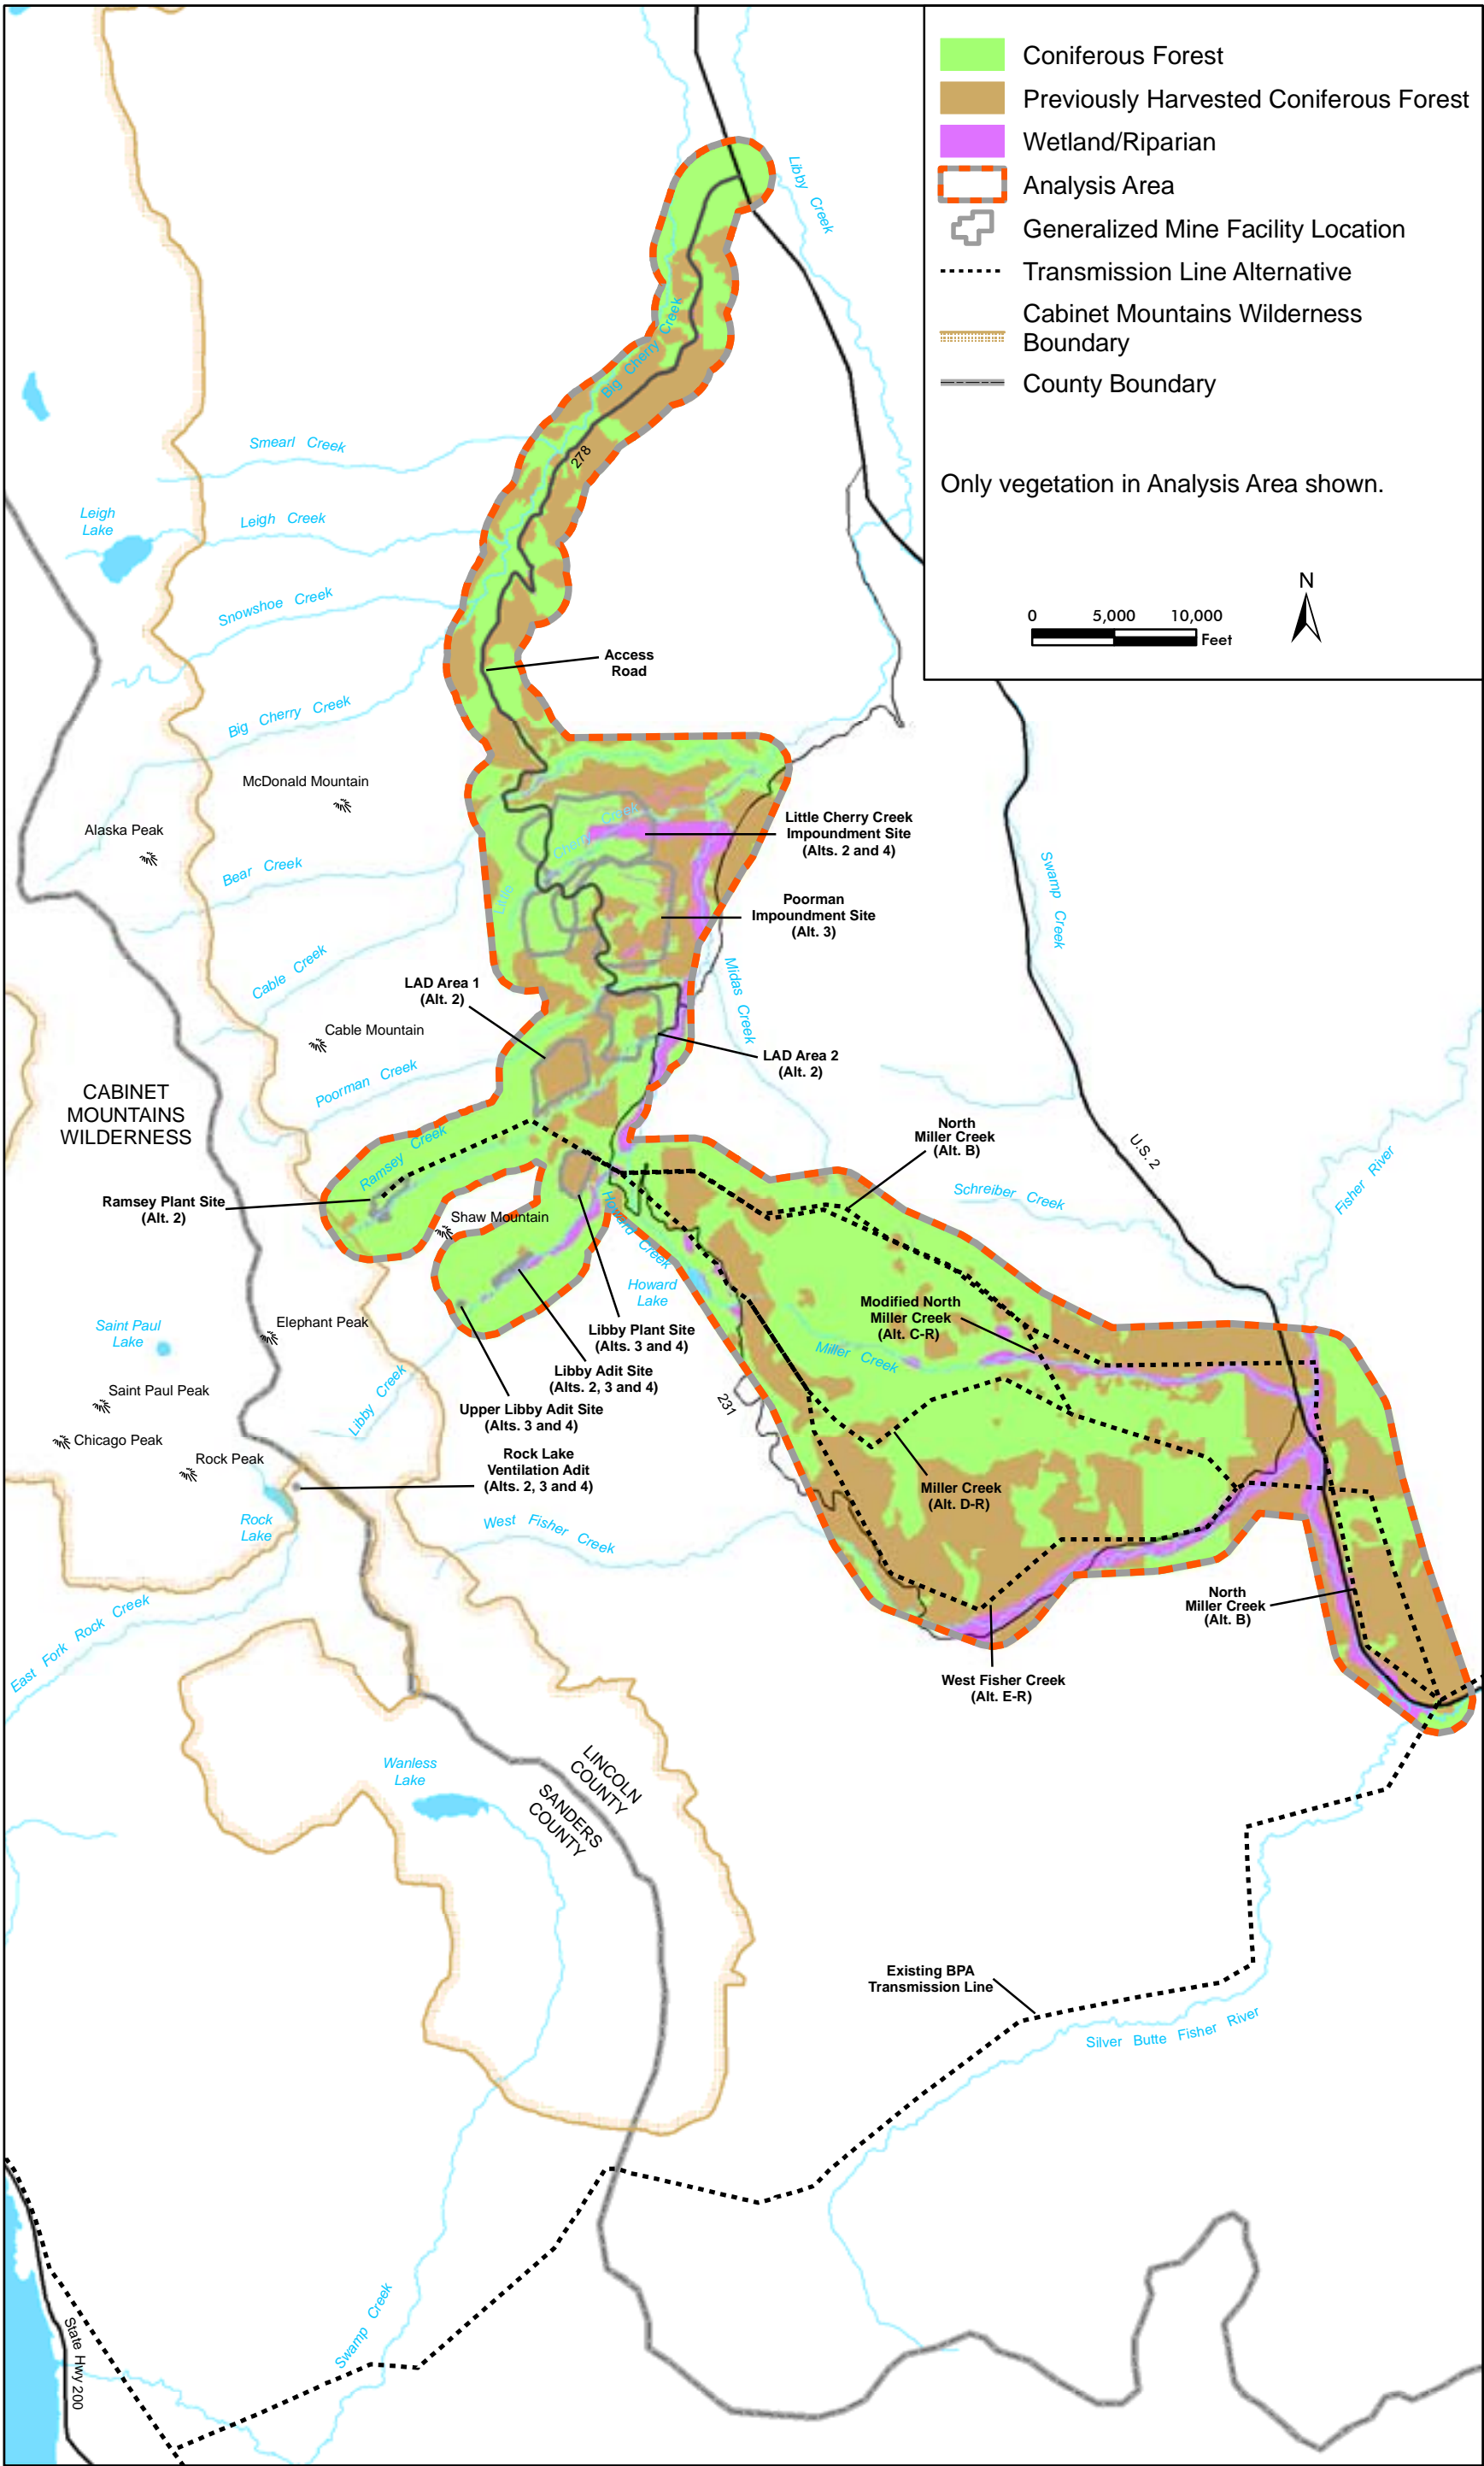 Coniferous Forest
Previously Harvested Coniferous Forest
Wetland/Riparian
Analysis Area
Generalized Mine Facility Location
Transmission Line Alternative
Cabinet Mountains Wilderness
Boundary
County Boundary
Only vegetation in Analysis Area shown.
0 5,000 10,000
Feet
N
Libby Creek
Big Cherry Creek
278
Smearl Creek
Leigh
Lake
Leigh Creek
Snowshoe Creek
Access
Road
Big Cherry Creek
McDonald Mountain
Alaska Peak
Bear Creek
Little Cherry Creek
Little Cherry Creek
Impoundment Site
(Alts. 2 and 4)
Swamp Creek
Poorman
Impoundment Site
(Alt. 3)
Cable Creek
Midas Creek
LAD Area 1
(Alt. 2)
Cable Mountain
LAD Area 2
(Alt. 2)
Poorman Creek
CABINET
MOUNTAINS
WILDERNESS
North
Miller Creek
(Alt. B)
U.S. 2
Fisher River
Ramsey Creek
Schreiber Creek
Ramsey Plant Site
(Alt. 2)
Shaw Mountain
Howard Creek
Howard
Lake
Modified North
Miller Creek
(Alt. C-R)
Saint Paul
Lake
Elephant Peak
Libby Plant Site
(Alts. 3 and 4)
Miller Creek
Libby Adit Site
(Alts. 2, 3 and 4)
Saint Paul Peak
Libby Creek
Upper Libby Adit Site
(Alts. 3 and 4)
231
Chicago Peak
Rock Peak
Rock Lake
Ventilation Adit
(Alts. 2, 3 and 4)
Miller Creek
(Alt. D-R)
Rock
Lake
West Fisher Creek
North
Miller Creek
(Alt. B)
East Fork Rock Creek
West Fisher Creek
(Alt. E-R)
Wanless
Lake
LINCOLN
COUNTY
SANDERS
COUNTY
Existing BPA
Transmission Line
Silver Butte Fisher River
Swamp Creek
State Hwy 200